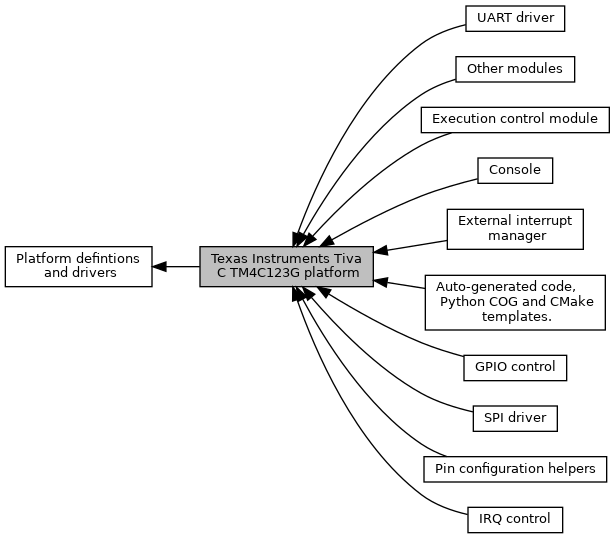 UART driver
Other modules
Execution control module
Console
External interrupt
manager
Platform defintions
and drivers
Texas Instruments Tiva
C TM4C123G platform
Auto-generated code,
Python COG and CMake
templates.
GPIO control
SPI driver
Pin configuration helpers
IRQ control